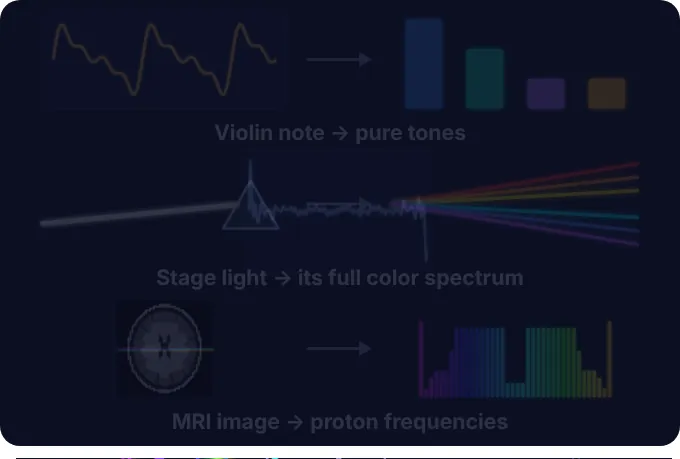 Violin note → pure tones
Stage light → its full color spectrum
MRI image → proton frequencies